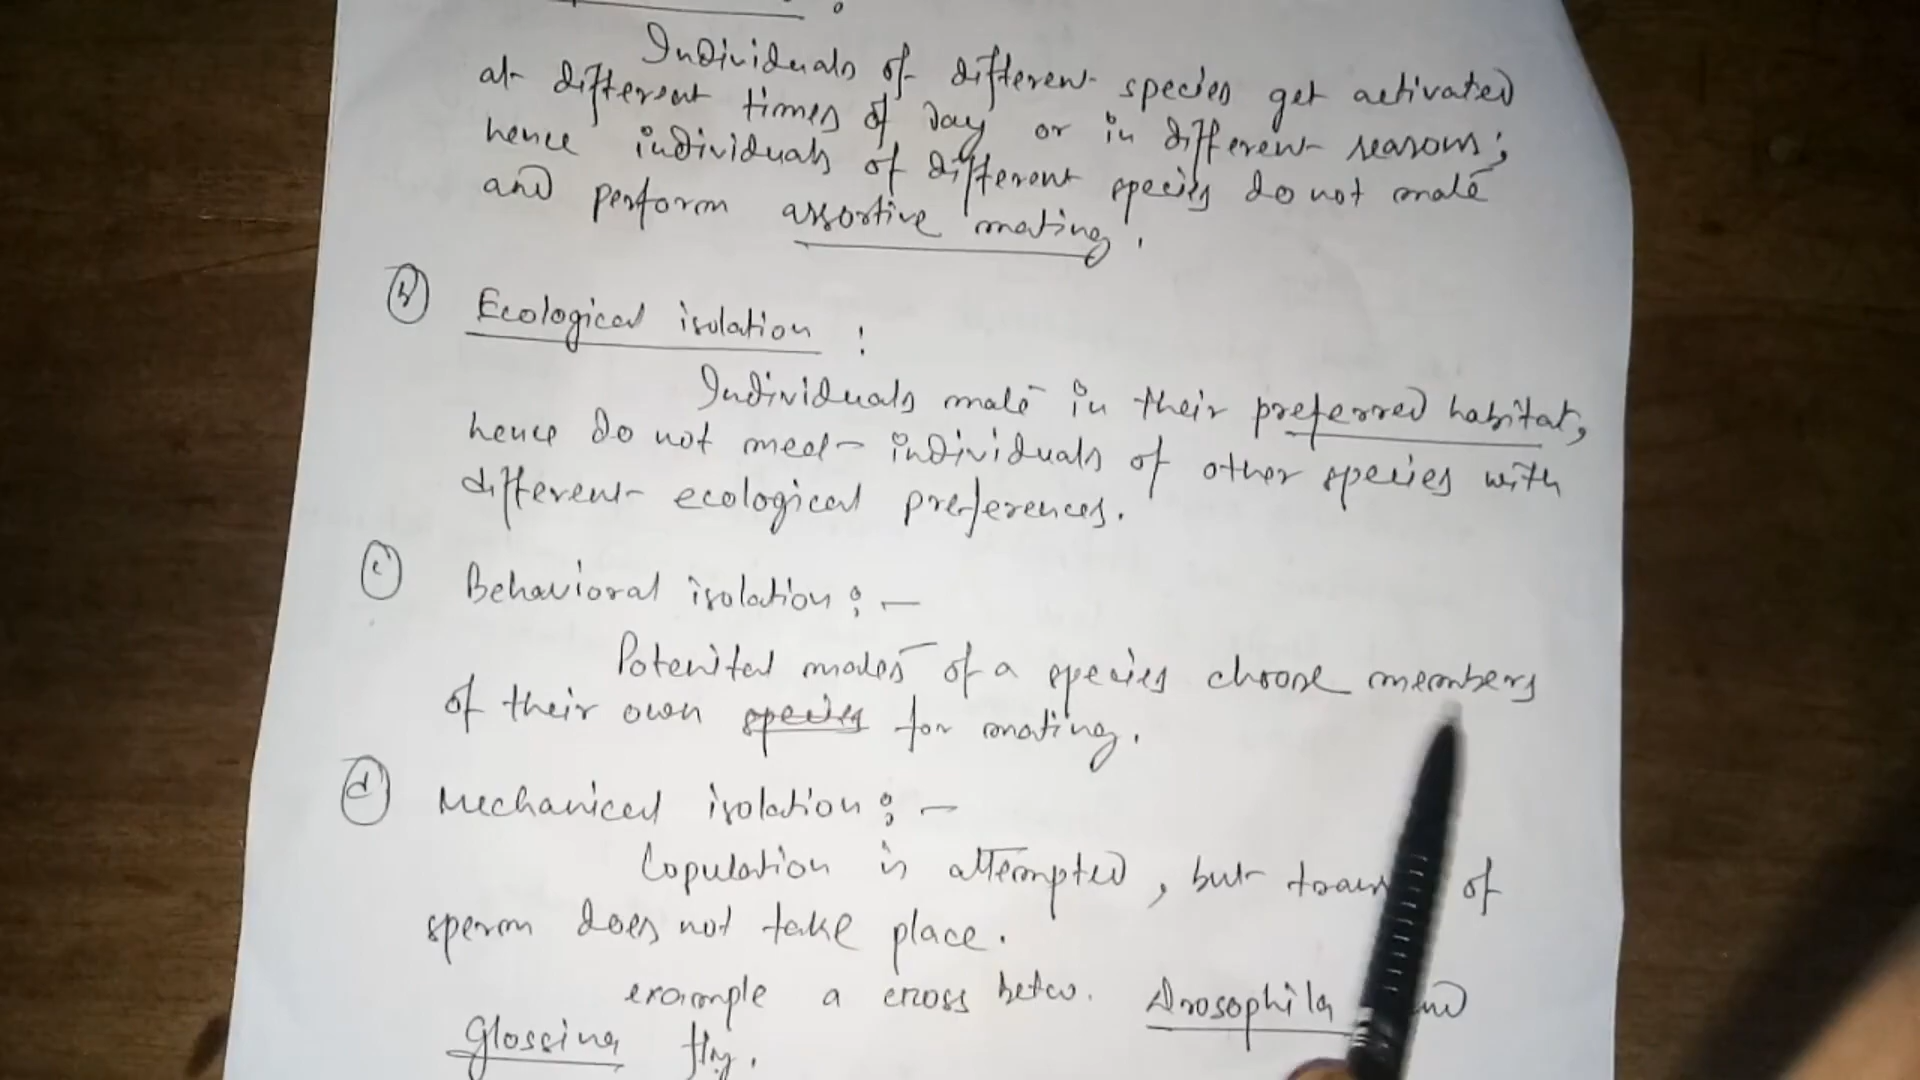 Individuals of different species get activated
at different times of day or in different seasons;
hence individuals of different species do not mate
and perform assortive mating.
(b) Ecological isolation :
Individuals mate in their preferred habitat,
hence do not meet individuals of other species with
different ecological preferences.
(c) Behavioral isolation : —
Potenital mates of a species choose members
of their own species for mating.
(d) Mechanical isolation : —
Copulation is attempted, but of
sperm does not take place.
example a cross betw. Drosophila
Glossina fly.